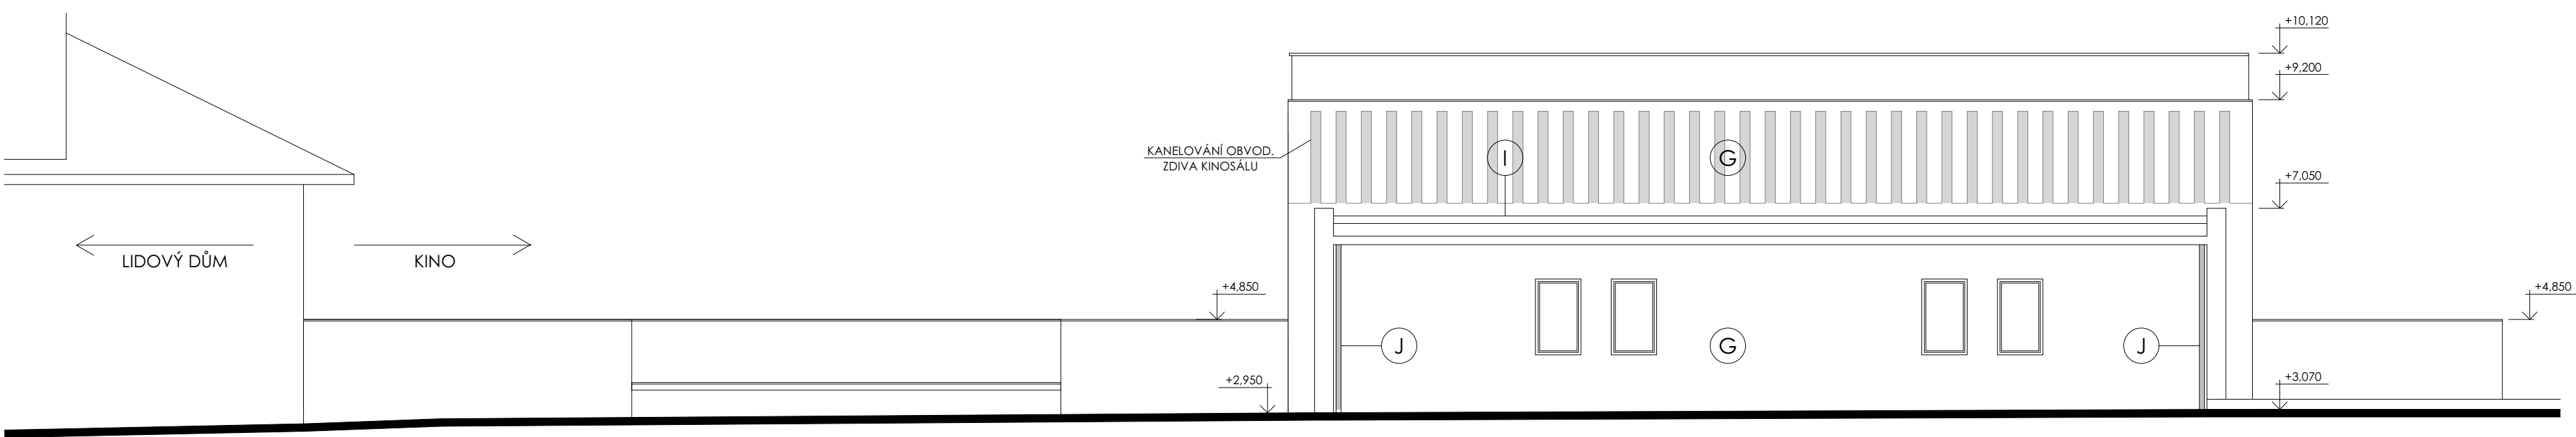 +10,120
+9,200
KANELOVÁNÍ OBVOD.
ZDIVA KINOSÁLU
I
G
+7,050
LIDOVÝ DŮM
KINO
+4,850
+4,850
J
G
J
+2,950
+3,070